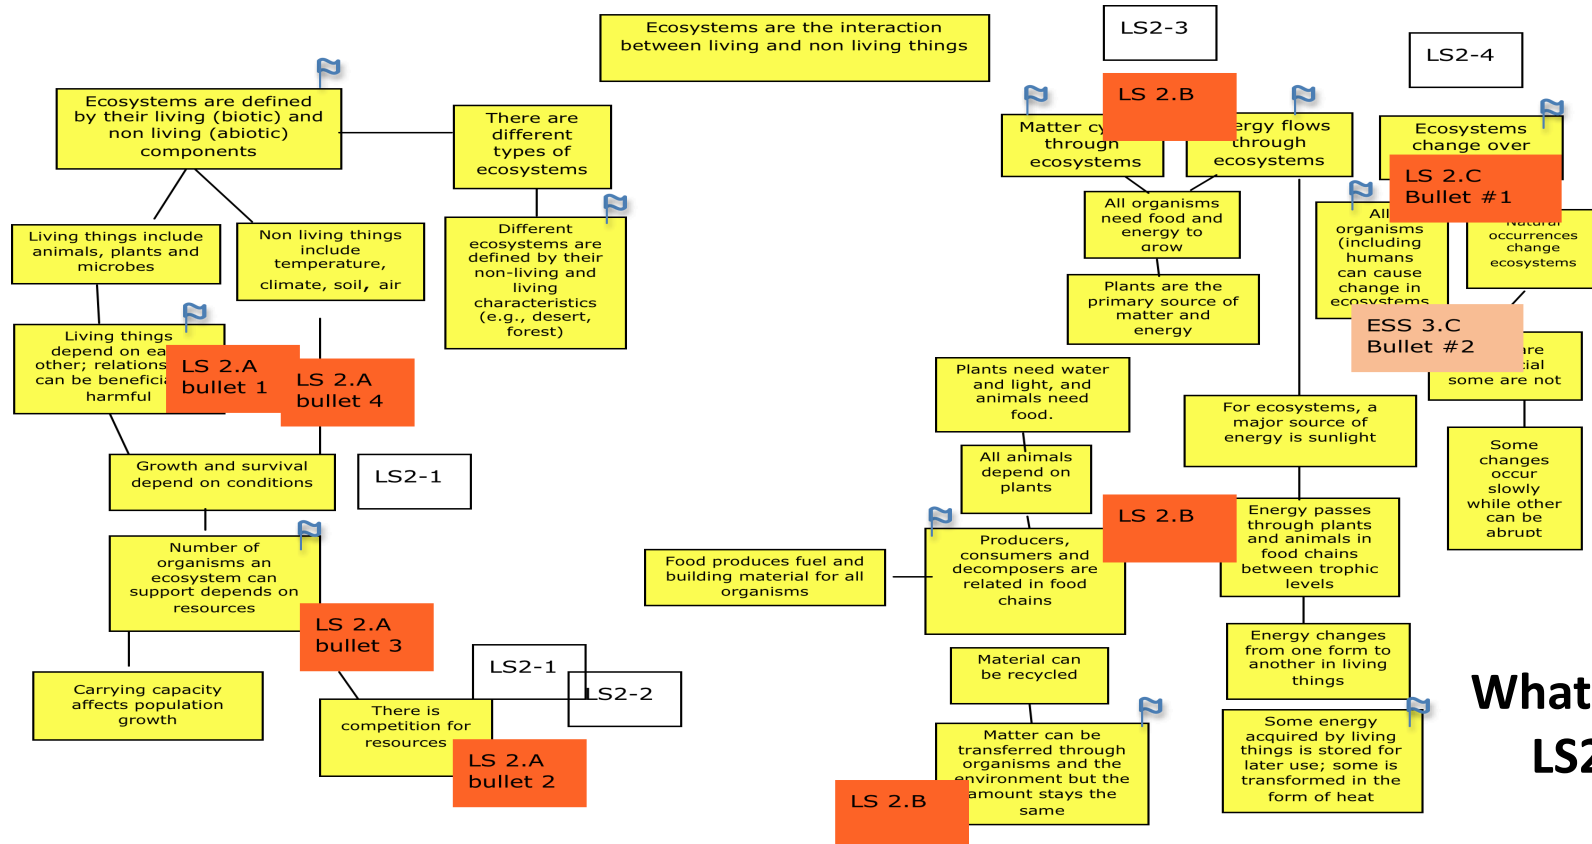 Ecosystems are the interaction
between living and non living things
LS2-3
LS2-4
Ecosystems are defined
by their living (biotic) and
non living (abiotic)
components
There are
different
types of
ecosystems
Living things include
animals, plants and
microbes
Non living things
include
temperature,
climate, soil, air
Different
ecosystems are
defined by their
non-living and
living
characteristics
(e.g., desert,
forest)
Living things
depend on
other;
can be
harmful
LS 2.A
bullet 1
LS 2.A
bullet 4
Growth and survival
depend on conditions
LS2-1
Number of
organisms an
ecosystem can
support depends on
resources
LS 2.A
bullet 3
Carrying capacity
affects population
growth
There is
competition for
resources
LS2-1
LS2-2
LS 2.A
bullet 2
LS 2.B
Matter
through
ecosystems
flows
through
ecosystems
All organisms
need food and
energy to
grow
Plants are the
primary source of
matter and
energy
Plants need water
and light, and
animals need
food.
All animals
depend on
plants
Producers,
consumers and
decomposers are
related in food
chains
Food produces fuel and
building material for all
organisms
Material can
be recycled
Matter can be
transferred through
organisms and the
environment but the
amount stays the
same
LS 2.B
LS 2.B
For ecosystems, a
major source of
energy is sunlight
Energy passes
through plants
and animals in
food chains
between trophic
levels
Energy changes
from one form to
another in living
things
Some energy
acquired by living
things is stored for
later use; some is
transformed in the
form of heat
Ecosystems
change over
LS 2.C
Bullet #1
All
organisms
(including
humans
can cause
change in
ecosystems
Natural
occurrences
change
ecosystems
ESS 3.C
Bullet #2
are
some are not
Some
changes
occur
slowly
while other
can be
abrupt
What
LS2